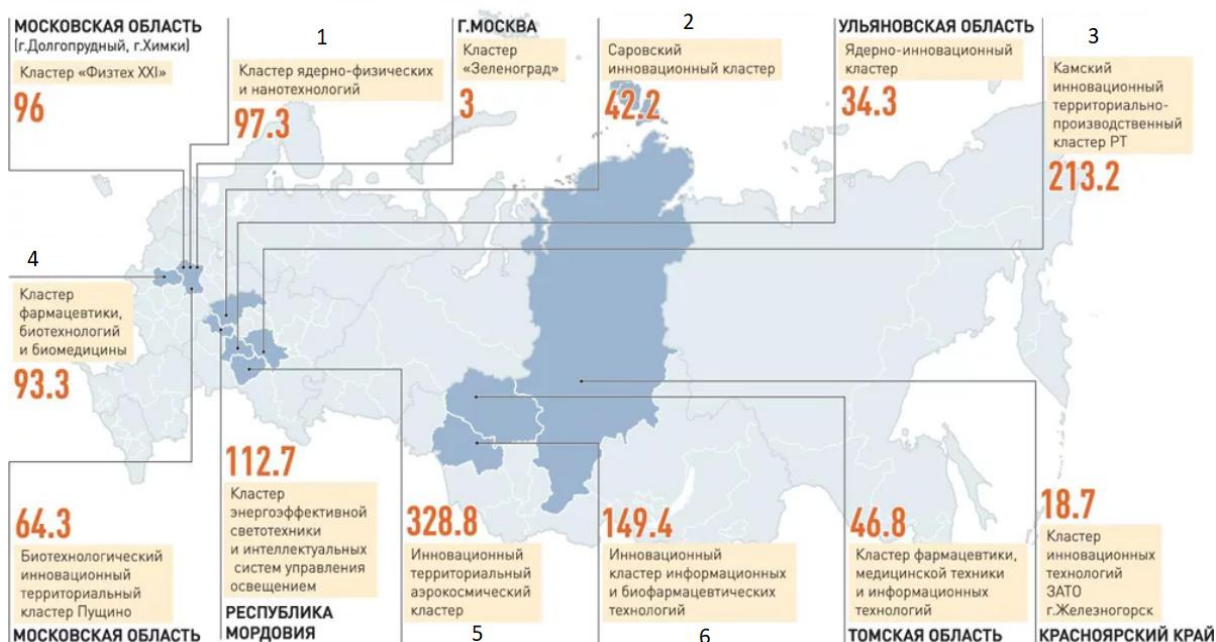 МОСКОВСКАЯ ОБЛАСТЬ
(г.Долгопрудный, г.Химки)
Кластер «Физтех XXI»
96
1
Кластер ядерно-физических
и нанотехнологий
97.3
Г.МОСКВА
Кластер
«Зеленоград»
3
2
Саровский
инновационный кластер
42.2
УЛЬЯНОВСКАЯ ОБЛАСТЬ
Ядерно-инновационный
кластер
34.3
3
Камский
инновационный
территориально-
производственный
кластер РТ
213.2
4
Кластер
фармацевтики,
биотехнологий
и биомедицины
93.3
64.3
Биотехнологический
инновационный
территориальный
кластер Пущино
МОСКОВСКАЯ ОБЛАСТЬ
112.7
Кластер
энергоэффективной
светотехники
и интеллектуальных
систем управления
освещением
РЕСПУБЛИКА
МОРДОВИЯ
328.8
Инновационный
территориальный
аэрокосмический
кластер
5
149.4
Инновационный
кластер информационных
и биофармацевтических
технологий
6
46.8
Кластер фармацевтики,
медицинской техники
и информационных
технологий
ТОМСКАЯ ОБЛАСТЬ
18.7
Кластер
инновационных
технологий
ЗАТО
г.Железногорск
КРАСНОЯРСКИЙ КРАЙ